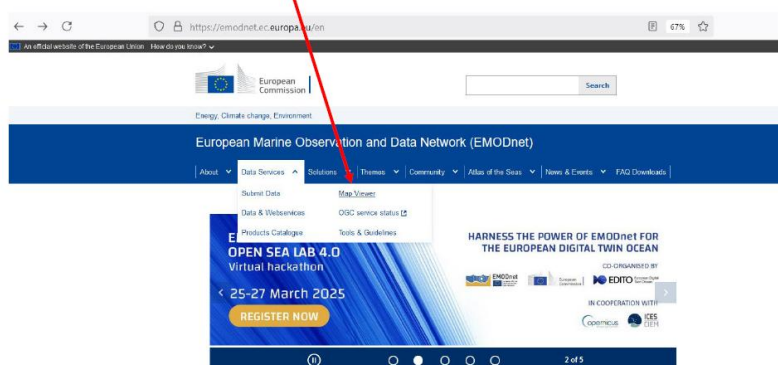 https://emodnet.ec.europa.eu/en
67%
An official website of the European Union How do you know?
European
Commission
Search
Energy, Climate change, Environment
European Marine Observation and Data Network (EMODnet)
About Data Services Solutions Themes Community Atlas of the Seas News & Events FAQ Downloads
Submit Data Map Viewer
Data & Webservices OGC service status
Products Catalogue Tools & Guidelines
OPEN SEA LAB 4.0
Virtual hackathon
25-27 March 2025
REGISTER NOW
HARNESS THE POWER OF EMODnet FOR
THE EUROPEAN DIGITAL TWIN OCEAN
CO-ORGANISED BY
EMODnet
EDITO
IN COOPERATION WITH
opernicus
ICES
CIEM
2 of 5